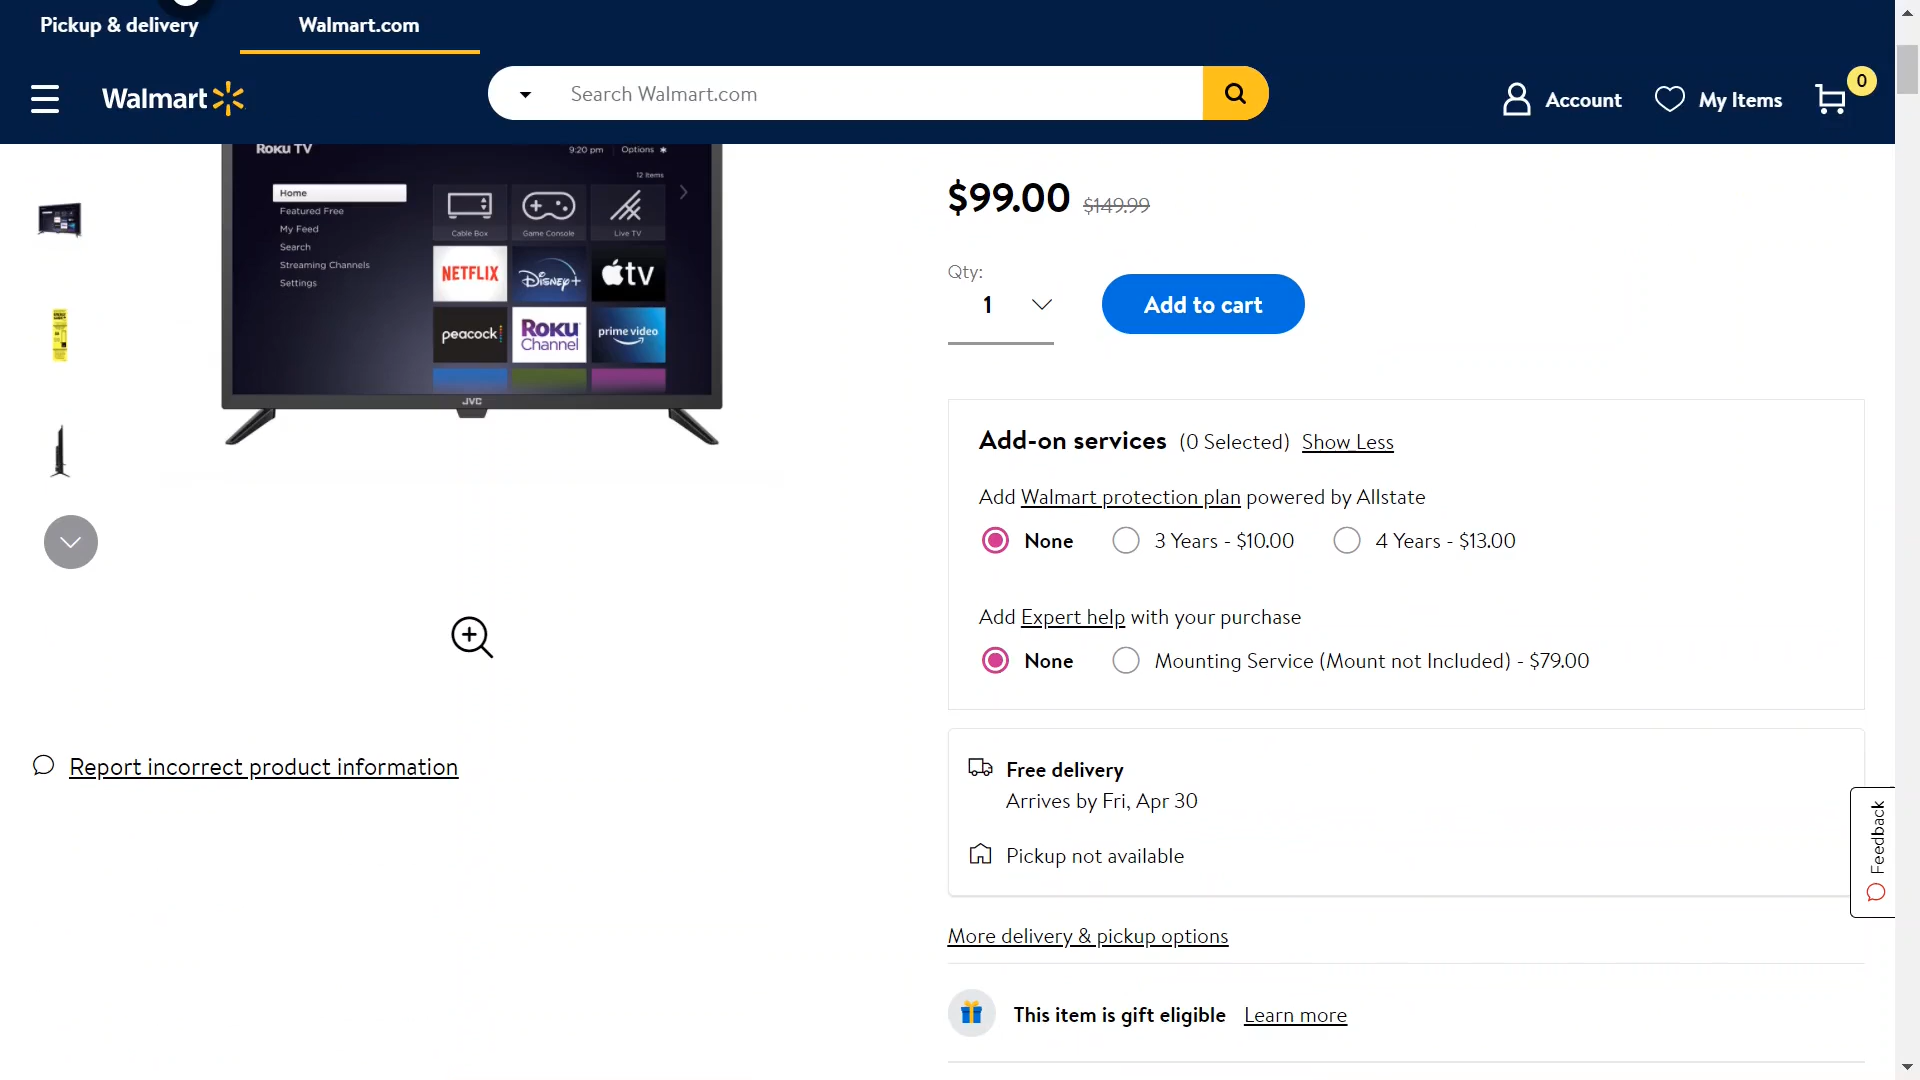 Pickup & delivery
Walmart.com
Walmart
Search Walmart.com
Account
My Items
0
Roku TV
9:20 pm
Options
12 Items
Home
Featured Free
My Feed
Search
Streaming Channels
Settings
Cable Box
Game Console
Live TV
NETFLIX
Disney+
tv
peacock
Roku Channel
prime video
JVC
Report incorrect product information
$99.00 $149.99
Qty:
1
Add to cart
Add-on services (0 Selected) Show Less
Add Walmart protection plan powered by Allstate
None
3 Years - $10.00
4 Years - $13.00
Add Expert help with your purchase
None
Mounting Service (Mount not Included) - $79.00
Free delivery
Arrives by Fri, Apr 30
Pickup not available
More delivery & pickup options
This item is gift eligible Learn more
Feedback